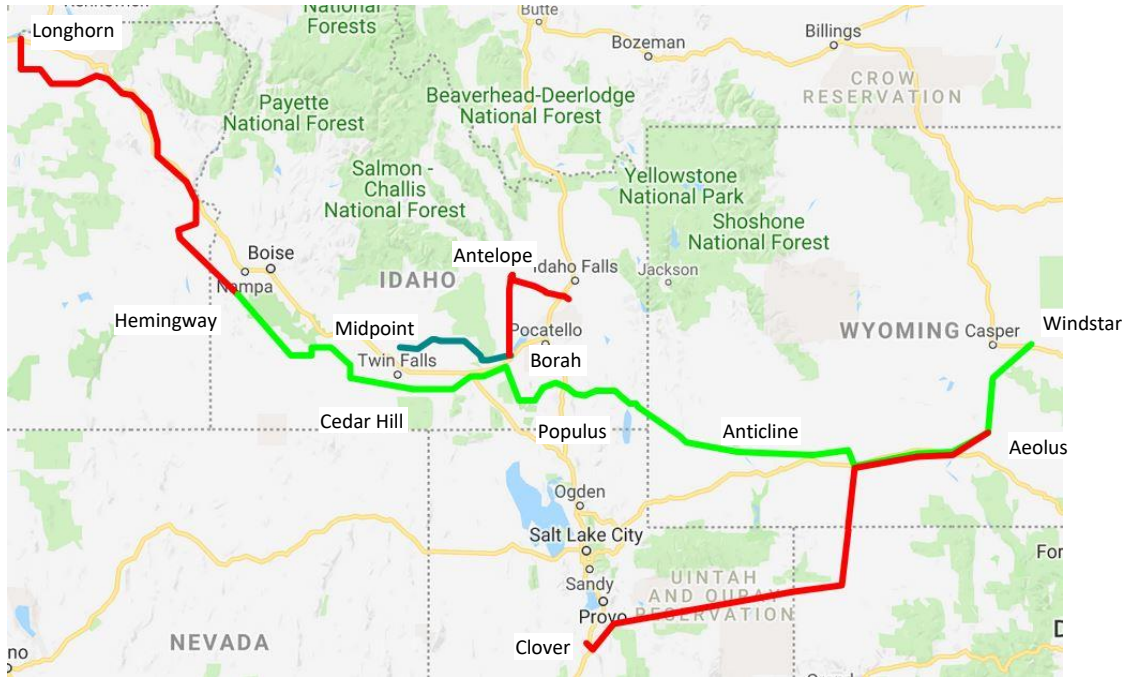 National
Forests
Butte
Longhorn
Bozeman
Billings
CROW
RESERVATION
Payette
National Forest
Beaverhead-Deerlodge
National Forest
Salmon -
Challis
National Forest
Yellowstone
National Park
Shoshone
National Forest
Boise
Nampa
IDAHO
Antelope
Idaho Falls
Jackson
Hemingway
Midpoint
Pocatello
WYOMING
Casper
Windstar
Twin Falls
Borah
Cedar Hill
Populus
Anticline
Aeolus
Ogden
Salt Lake City
Sandy
Provo
UINTAH
AND OURAY
RESERVATION
For
NEVADA
Clover
no
D